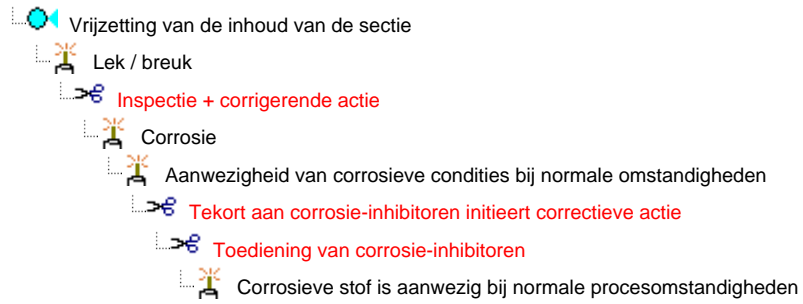 Vrijzetting van de inhoud van de sectie
Lek / breuk
Inspectie + corrigerende actie
Corrosie
Aanwezigheid van corrosieve condities bij normale omstandigheden
Tekort aan corrosie-inhibitoren initieert correctieve actie
Toediening van corrosie-inhibitoren
Corrosieve stof is aanwezig bij normale procesomstandigheden